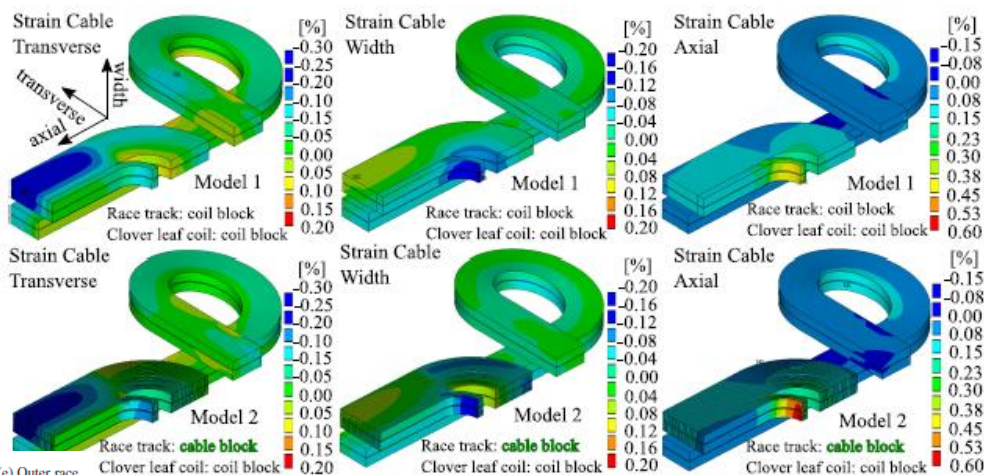 Strain Cable
Transverse
[%]
-0.30
-0.25
-0.20
-0.15
-0.10
-0.05
0.00
0.05
0.10
0.15
0.20
width
transverse
axial
Model 1
Race track: coil block
Clover leaf coil: coil block
Strain Cable
Width
[%]
-0.20
-0.16
-0.12
-0.08
-0.04
0.00
0.04
0.08
0.12
0.16
0.20
Model 1
Race track: coil block
Clover leaf coil: coil block
Strain Cable
Axial
[%]
-0.15
-0.08
0.00
0.08
0.15
0.23
0.30
0.38
0.45
0.53
0.60
Model 1
Race track: coil block
Clover leaf coil: coil block
Strain Cable
Transverse
[%]
-0.30
-0.25
-0.20
-0.15
-0.10
-0.05
0.00
0.05
0.10
0.15
0.20
Model 2
Race track: cable block
Clover leaf coil: coil block
Strain Cable
Width
[%]
-0.20
-0.16
-0.12
-0.08
-0.04
0.00
0.04
0.08
0.12
0.16
0.20
Model 2
Race track: cable block
Clover leaf coil: coil block
Strain Cable
Axial
[%]
-0.15
-0.08
0.00
0.08
0.15
0.23
0.30
0.38
0.45
0.53
0.60
Model 2
Race track: cable block
Clover leaf coil: coil block
Outer race